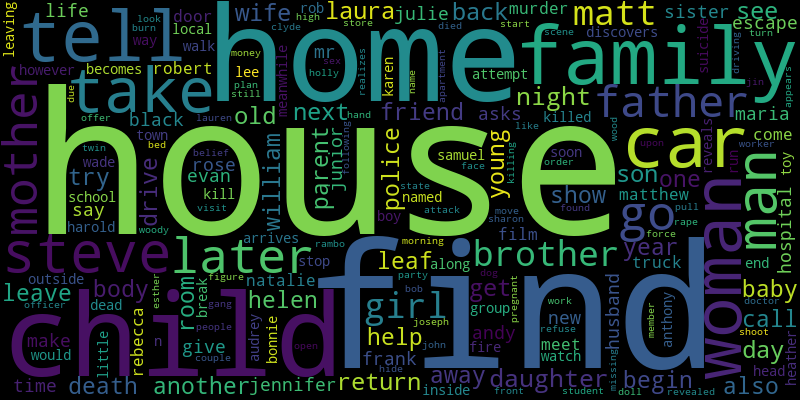 leaving
life
look
burn
store
high
tell
way
local
door
walk
rob
wife
money
clyde
start
home
laura
julie
back
murder
driving
died
scene
matt
sister
see
escape
turn
family
suicide
however
becomes
robert
mr
sex
holly
lee
plan
still
meanwhile
realizes
karen
name
apartment
attempt
discovers
jin
appears
mother
due
take
offer
lauren
black
town
old
next
friend
asks
night
killed
father
maria
come
upon
car
reveals
run
worker
toy
hospital
house
twin
bed
belief
wade
rose
try
evan
school
kill
visit
say
harold
woody
drive
william
parent
junior
following
hand
police
boy
samuel
face
state
named
attack
young
killing
like
soon
order
show
film
move
sharon
wood
found
son
one
matthew
pull
rape
force
year
truck
man
woman
end
steve
arrives
rambo
later
stop
natalie
figure
morning
leaf
along
party
brother
dog
pregnant
find
go
outside
body
room
break
dead
officer
leave
child
esther
gang
helen
people
audrey
bonnie
couple
open
girl
bob
joseph
john
help
hide
frank
get
group
andy
fire
work
refuse
new
meet
watch
husband
missing
member
anthony
baby
call
doctor
shoot
day
head
heather
make
would
little
n
give
rebecca
time
death
another
jennifer
return
inside
away
front
daughter
student
doll
begin
revealed
also